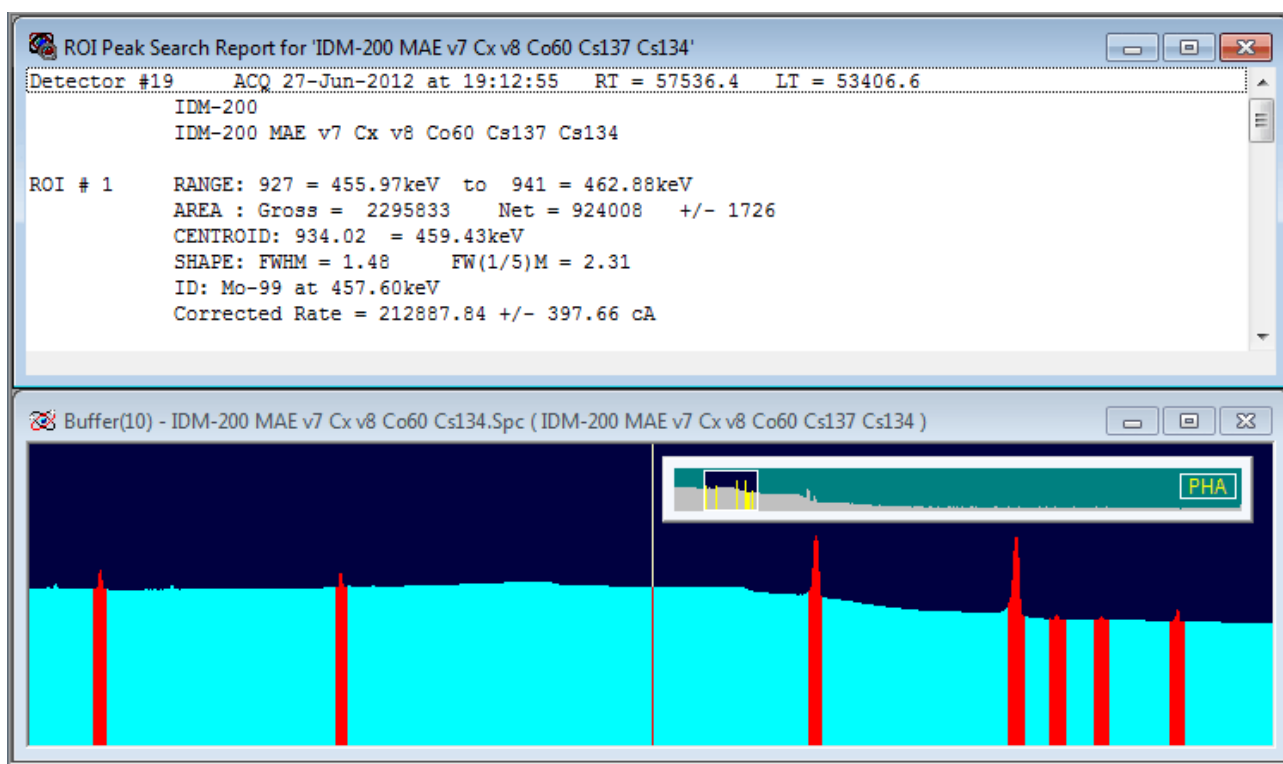 ROI Peak Search Report for 'IDM-200 MAE v7 Cx v8 Co60 Cs137 Cs134'
Detector #19 ACQ 27-Jun-2012 at 19:12:55 RT = 57536.4 LT = 53406.6
IDM-200
IDM-200 MAE v7 Cx v8 Co60 Cs137 Cs134
ROI # 1 RANGE: 927 = 455.97keV to 941 = 462.88keV
AREA : Gross = 2295833 Net = 924008 +/- 1726
CENTROID: 934.02 = 459.43keV
SHAPE: FWHM = 1.48 FW(1/5)M = 2.31
ID: Mo-99 at 457.60keV
Corrected Rate = 212887.84 +/- 397.66 cA
Buffer(10) - IDM-200 MAE v7 Cx v8 Co60 Cs134.Spc ( IDM-200 MAE v7 Cx v8 Co60 Cs137 Cs134 )
PHA